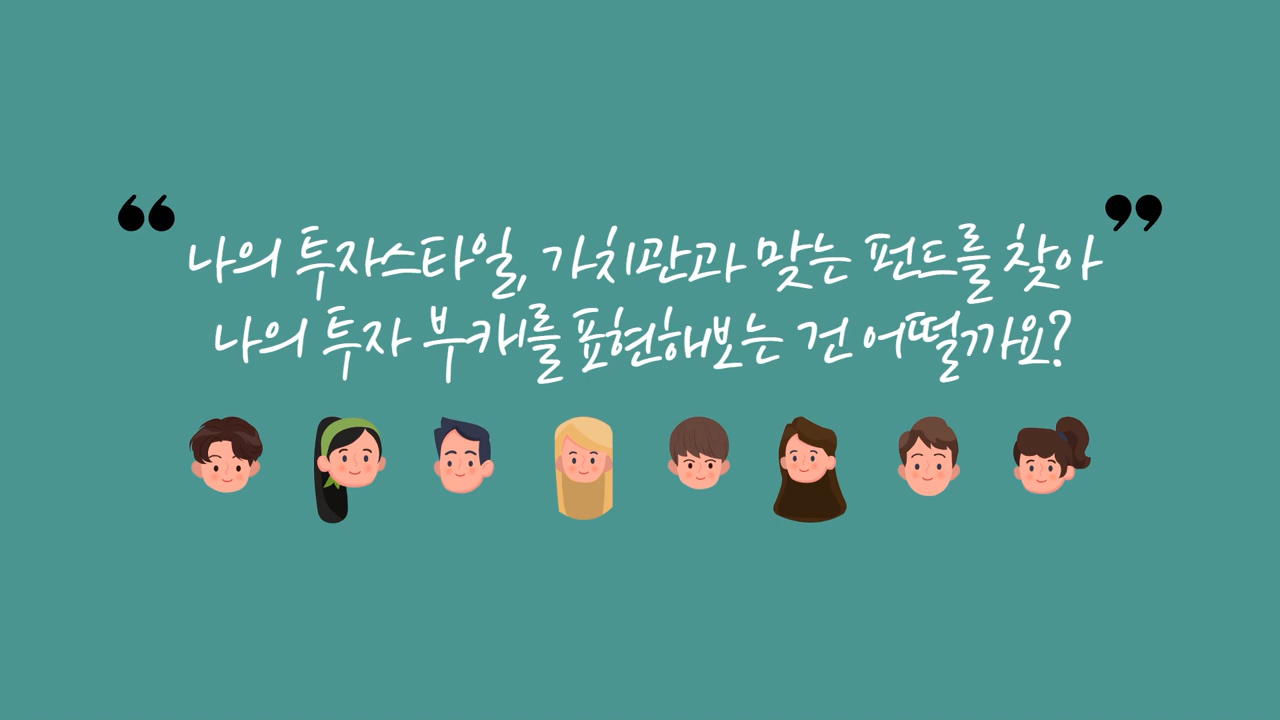 “나의 투자스타일, 가치관과 맞는 펀드를 찾아”
나의 투자 부캐를 표현해보는 건 어떨까요?